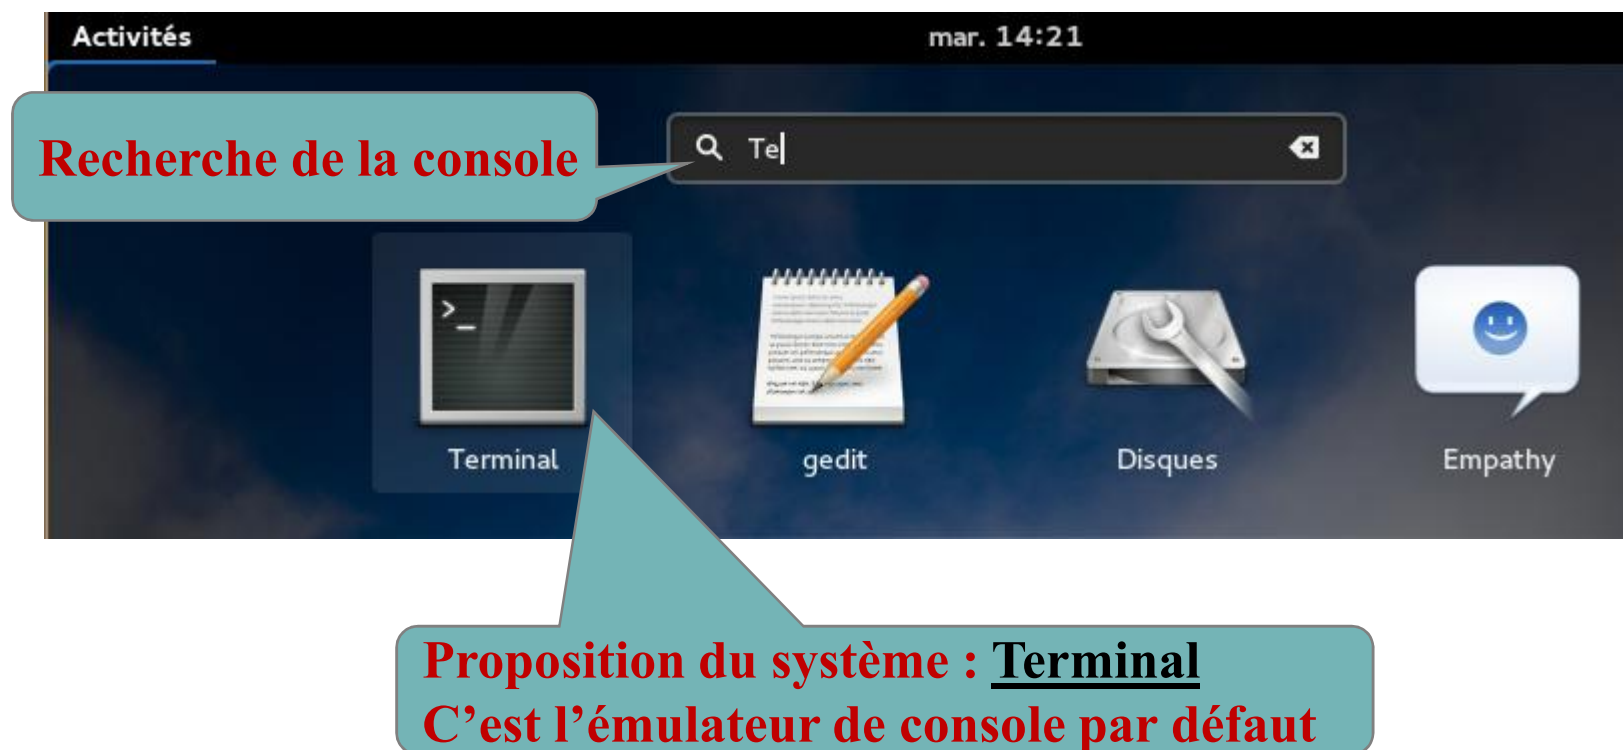 Activités
mar. 14:21
Recherche de la console
Te
>_
Terminal
gedit
Disques
Empathy
Proposition du système : Terminal
C’est l’émulateur de console par défaut